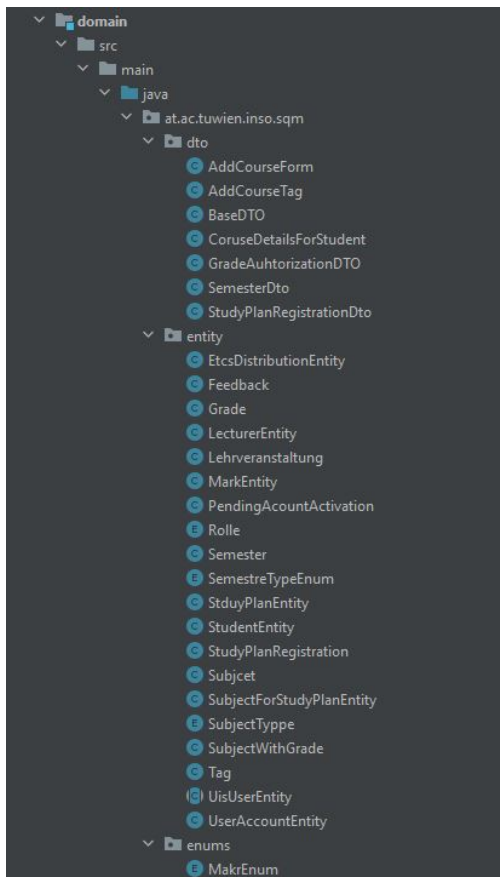 domain
src
main
java
at.ac.tuwien.inso.sqm
dto
AddCourseForm
AddCourseTag
BaseDTO
CoruseDetailsForStudent
GradeAuhtorizationDTO
SemesterDto
StudyPlanRegistrationDto
entity
EtcsDistributionEntity
Feedback
Grade
LecturerEntity
Lehrveranstaltung
MarkEntity
PendingAcountActivation
Rolle
Semester
SemestreTypeEnum
StduyPlanEntity
StudentEntity
StudyPlanRegistration
Subjcet
SubjectForStudyPlanEntity
SubjectTyppe
SubjectWithGrade
Tag
UisUserEntity
UserAccountEntity
enums
MakrEnum